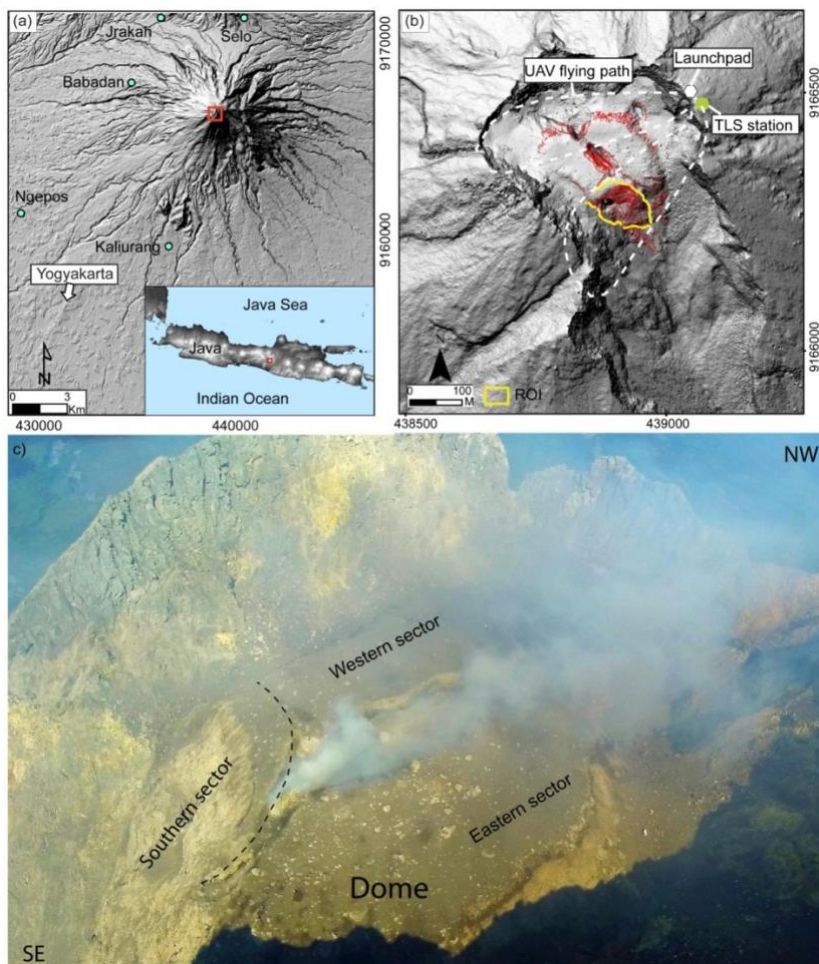 (a)
Jrakah
Selo
Babadan
Ngepos
Kaliurang
Yogyakarta
N
0 3
Km
Java Sea
Java
Indian Ocean
430000
440000
9170000
9160000
(b)
UAV flying path
Launchpad
TLS station
0 100
M
ROI
438500
439000
9166500
9166000
c)
NW
Western sector
Southern sector
Eastern sector
Dome
SE